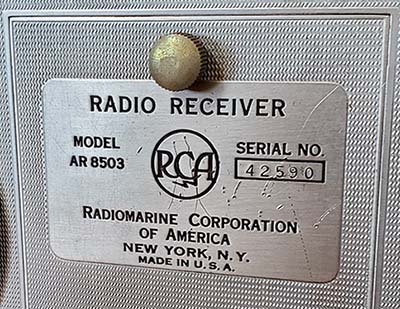 RADIO RECEIVER
MODEL
AR 8503
RCA
SERIAL NO.
42590
RADIOMARINE CORPORATION
OF AMERICA
NEW YORK, N.Y.
MADE IN U.S.A.